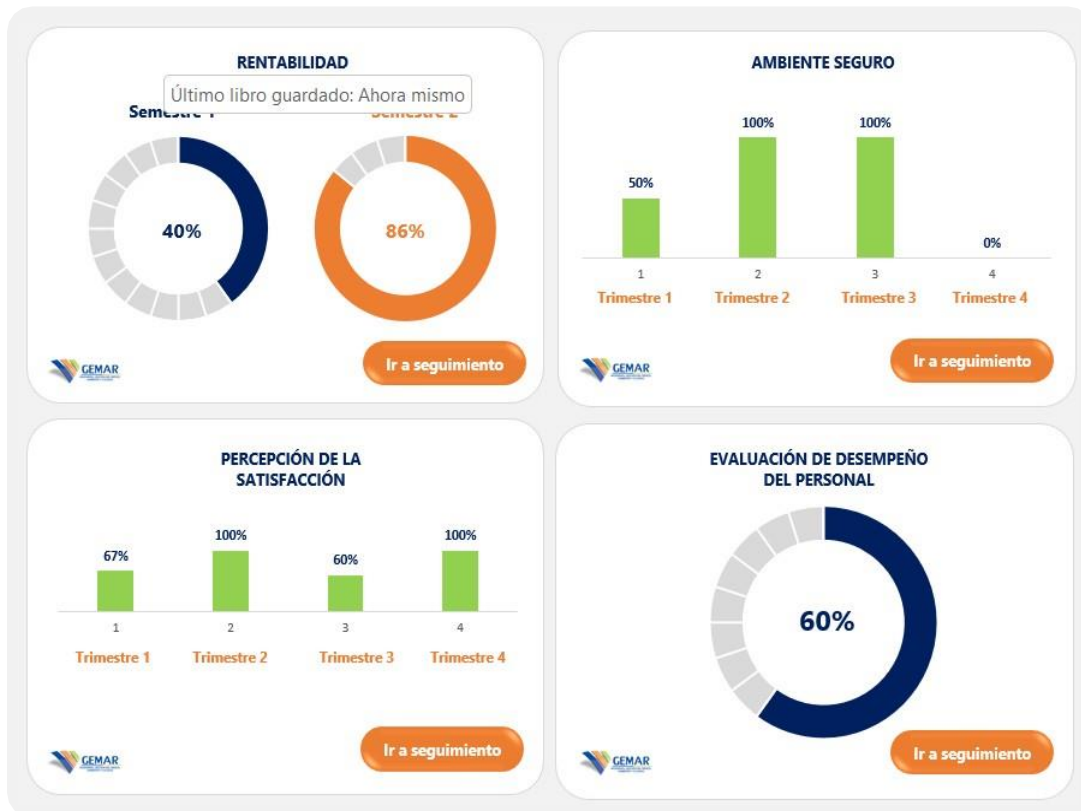 RENTABILIDAD
Último libro guardado: Ahora mismo
40%
86%
GEMAR
Ir a seguimiento
AMBIENTE SEGURO
50%
100%
100%
0%
1
2
3
4
Trimestre 1
Trimestre 2
Trimestre 3
Trimestre 4
GEMAR
Ir a seguimiento
PERCEPCIÓN DE LA
SATISFACCIÓN
67%
100%
60%
100%
1
2
3
4
Trimestre 1
Trimestre 2
Trimestre 3
Trimestre 4
GEMAR
Ir a seguimiento
EVALUACIÓN DE DESEMPEÑO
DEL PERSONAL
60%
GEMAR
Ir a seguimiento